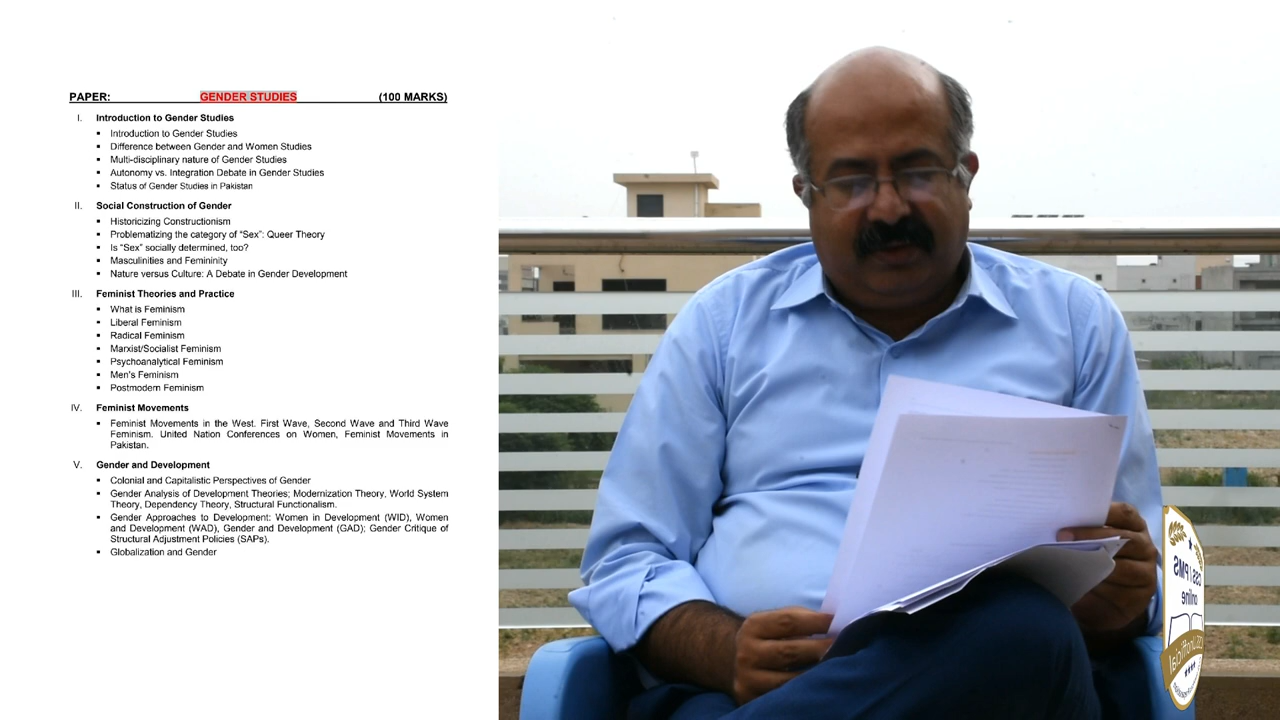 PAPER: GENDER STUDIES (100 MARKS)
I. Introduction to Gender Studies
▪ Introduction to Gender Studies
▪ Difference between Gender and Women Studies
▪ Multi-disciplinary nature of Gender Studies
▪ Autonomy vs. Integration Debate in Gender Studies
▪ Status of Gender Studies in Pakistan
II. Social Construction of Gender
▪ Historicizing Constructionism
▪ Problematizing the category of “Sex”: Queer Theory
▪ Is “Sex” socially determined, too?
▪ Masculinities and Femininity
▪ Nature versus Culture: A Debate in Gender Development
III. Feminist Theories and Practice
▪ What is Feminism
▪ Liberal Feminism
▪ Radical Feminism
▪ Marxist/Socialist Feminism
▪ Psychoanalytical Feminism
▪ Men’s Feminism
▪ Postmodern Feminism
IV. Feminist Movements
▪ Feminist Movements in the West. First Wave, Second Wave and Third Wave
Feminism. United Nation Conferences on Women, Feminist Movements in
Pakistan.
V. Gender and Development
▪ Colonial and Capitalistic Perspectives of Gender
▪ Gender Analysis of Development Theories; Modernization Theory, World System
Theory, Dependency Theory, Structural Functionalism.
▪ Gender Approaches to Development: Women in Development (WID), Women
and Development (WAD), Gender and Development (GAD); Gender Critique of
Structural Adjustment Policies (SAPs).
▪ Globalization and Gender
CSS | PMS
online